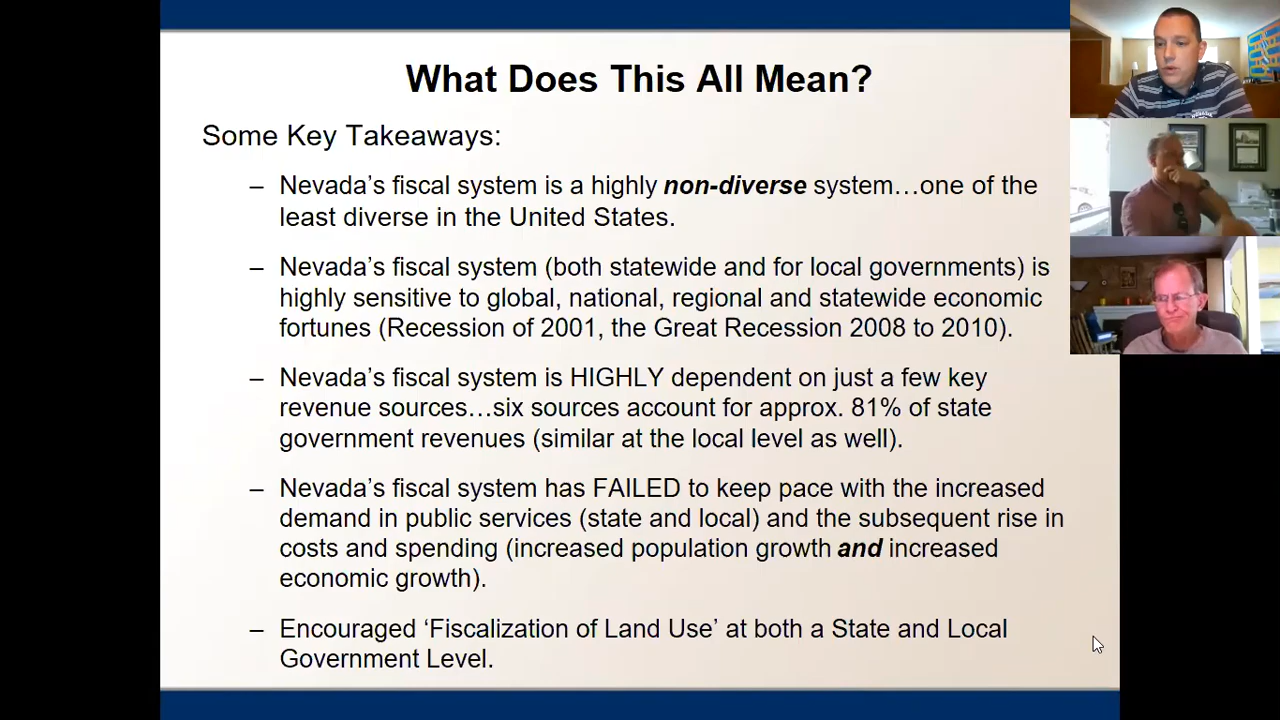 What Does This All Mean?
Some Key Takeaways:
– Nevada’s fiscal system is a highly non-diverse system…one of the
least diverse in the United States.
– Nevada’s fiscal system (both statewide and for local governments) is
highly sensitive to global, national, regional and statewide economic
fortunes (Recession of 2001, the Great Recession 2008 to 2010).
– Nevada’s fiscal system is HIGHLY dependent on just a few key
revenue sources…six sources account for approx. 81% of state
government revenues (similar at the local level as well).
– Nevada’s fiscal system has FAILED to keep pace with the increased
demand in public services (state and local) and the subsequent rise in
costs and spending (increased population growth and increased
economic growth).
– Encouraged ‘Fiscalization of Land Use’ at both a State and Local
Government Level.